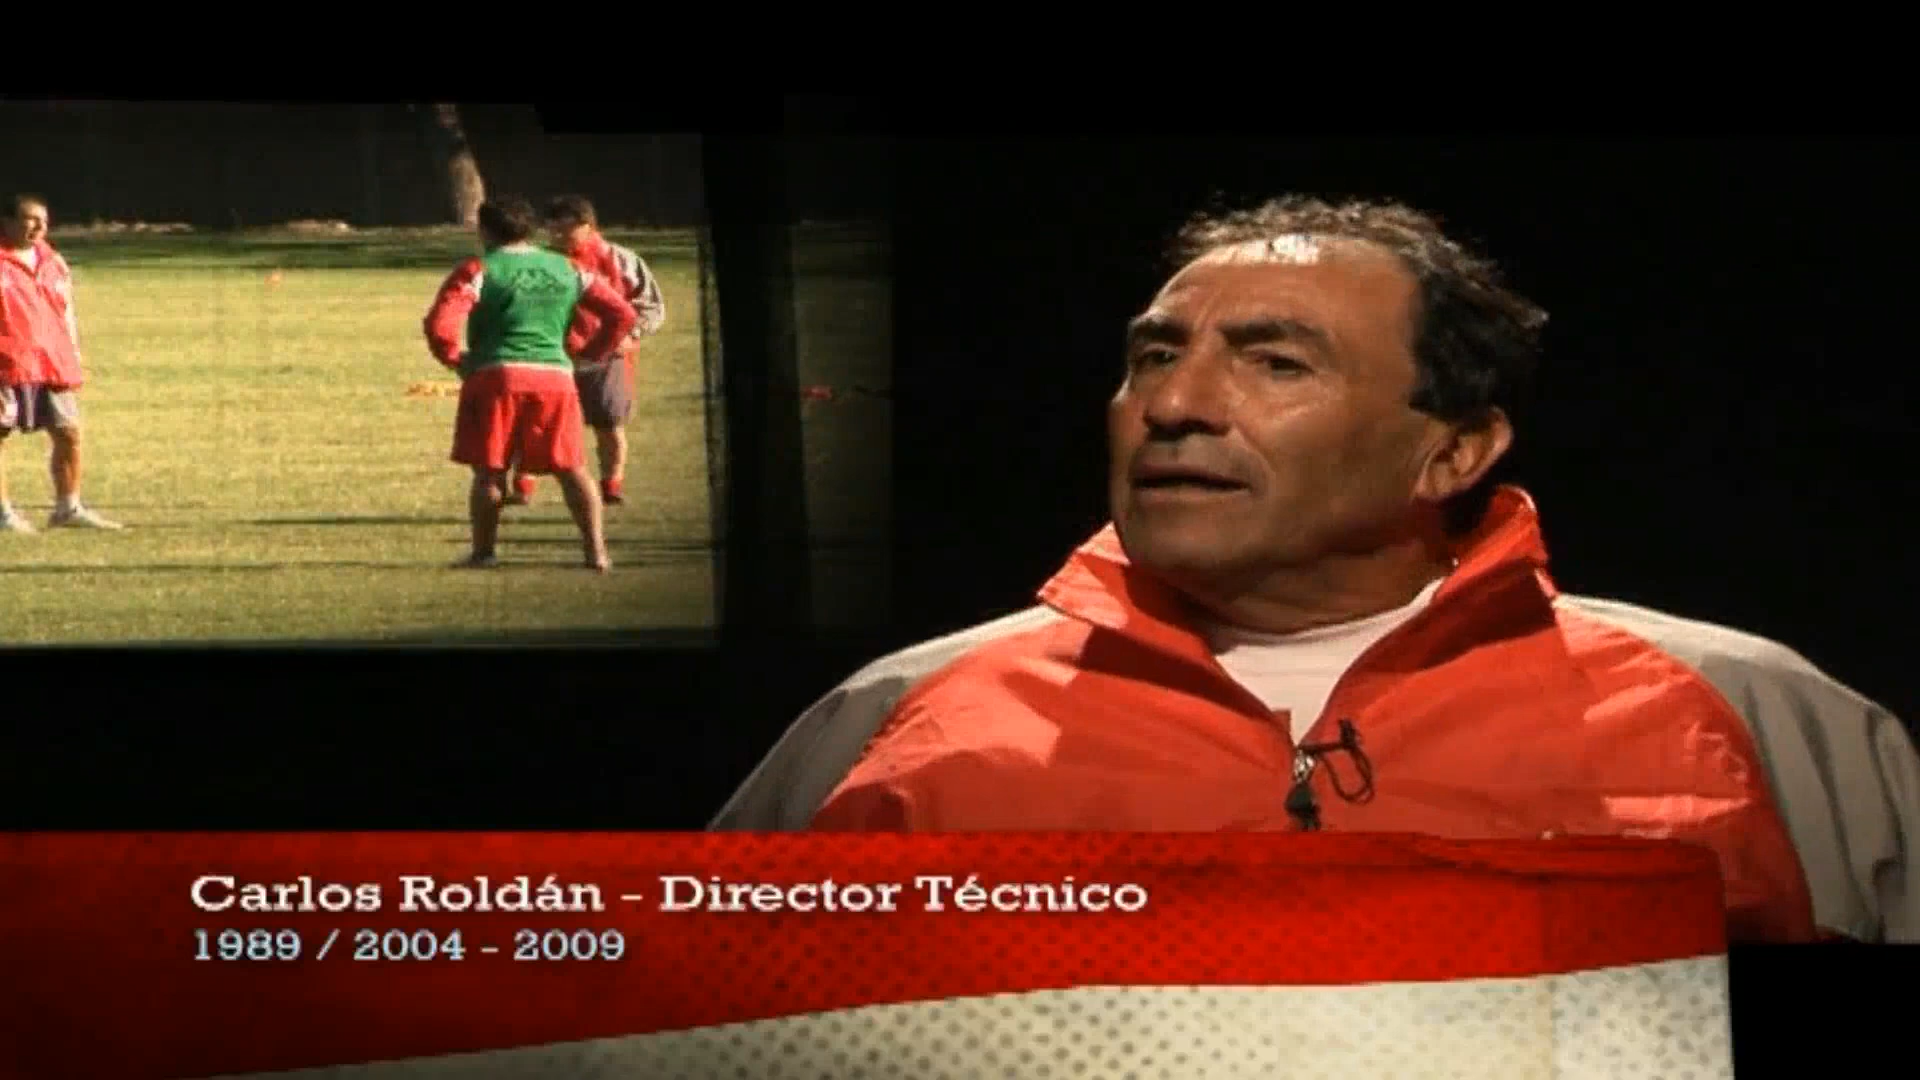 Carlos Roldán - Director Técnico
1989 / 2004 - 2009